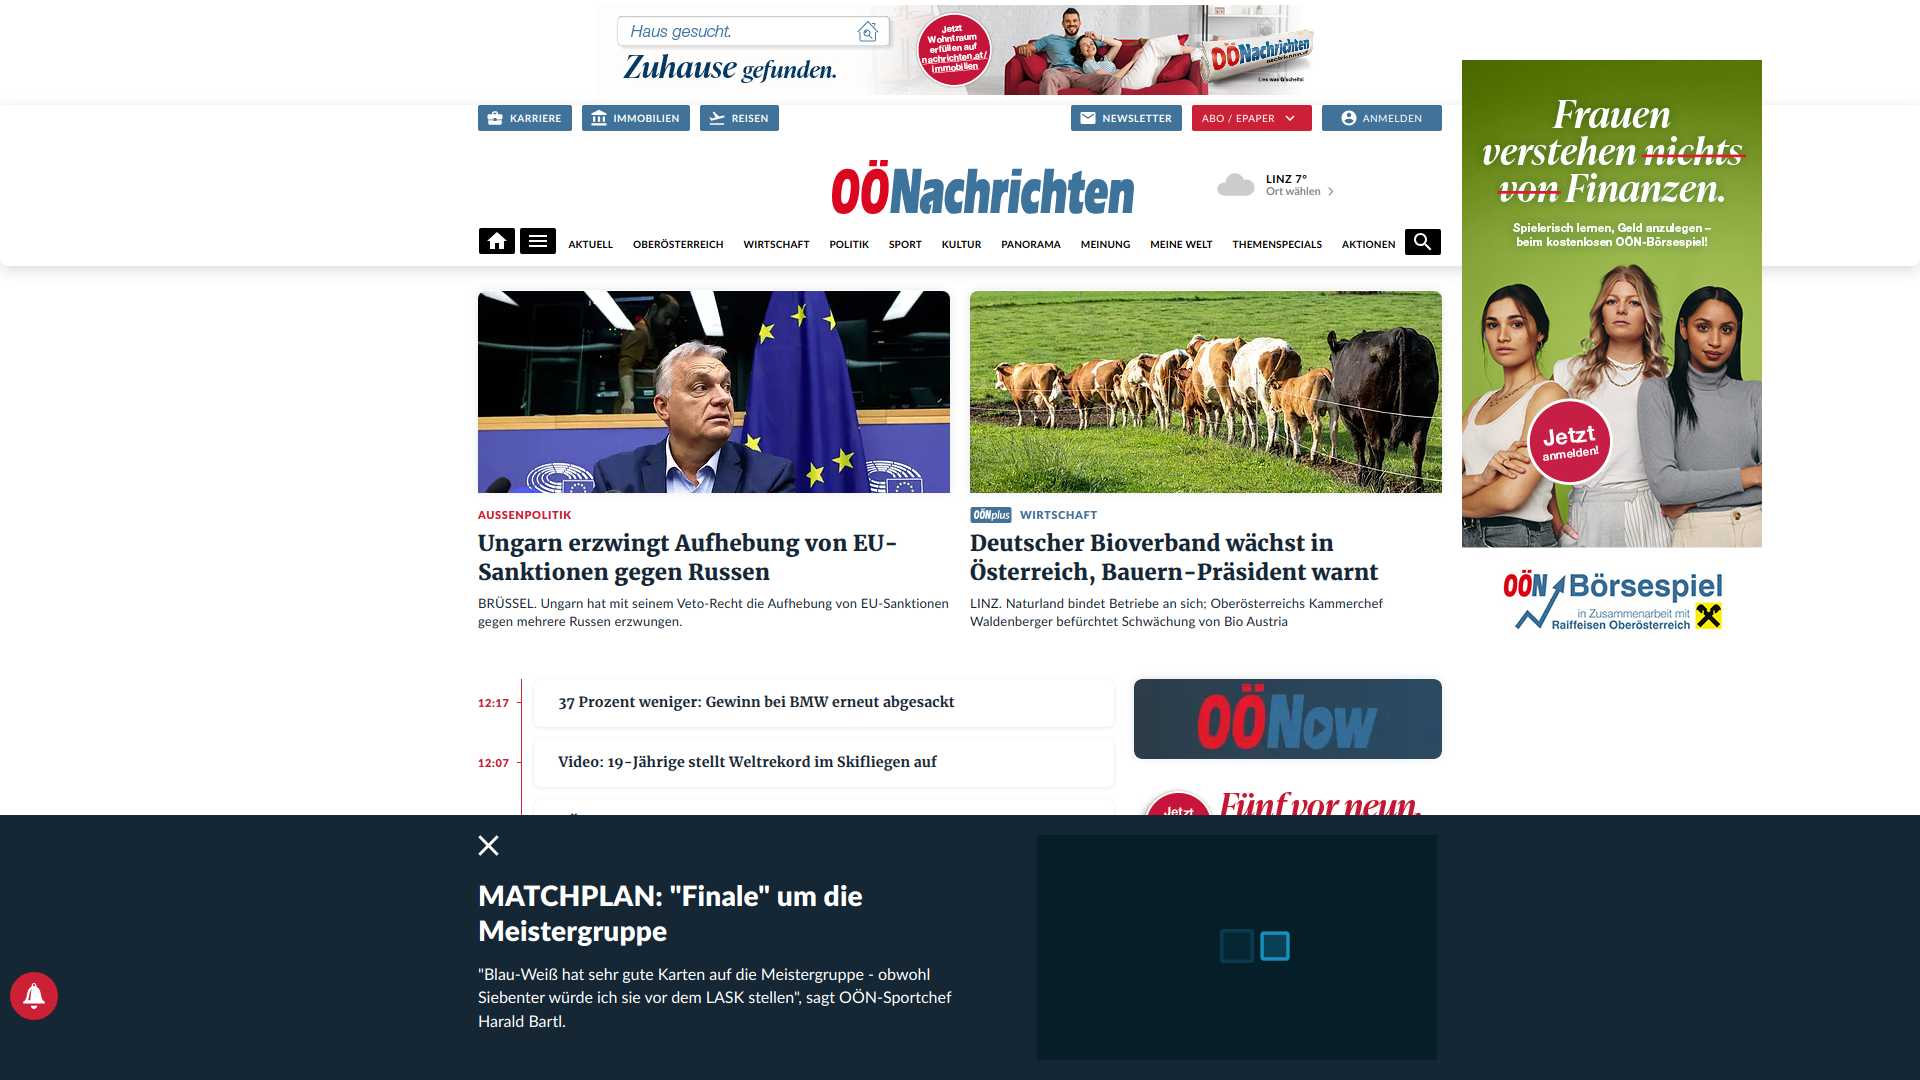 Haus gesucht.
Zuhause gefunden.
Jetzt
Wohntraum
erfüllen auf
nachrichten.at/
immobilien
OÖNachrichten
Lies was G'scheits!
KARRIERE
IMMOBILIEN
REISEN
NEWSLETTER
ABO / EPAPER
ANMELDEN
OÖNachrichten
LINZ 7°
Ort wählen
AKTUELL
OBERÖSTERREICH
WIRTSCHAFT
POLITIK
SPORT
KULTUR
PANORAMA
MEINUNG
MEINE WELT
THEMENSPECIALS
AKTIONEN
Frauen
verstehen nichts
von Finanzen.
Spielerisch lernen, Geld anzulegen –
beim kostenlosen OÖN-Börsespiel!
Jetzt
anmelden!
OÖN Börsespiel
in Zusammenarbeit mit
Raiffeisen Oberösterreich
AUSSENPOLITIK
Ungarn erzwingt Aufhebung von EU-
Sanktionen gegen Russen
BRÜSSEL. Ungarn hat mit seinem Veto-Recht die Aufhebung von EU-Sanktionen
gegen mehrere Russen erzwungen.
OÖNplus WIRTSCHAFT
Deutscher Bioverband wächst in
Österreich, Bauern-Präsident warnt
LINZ. Naturland bindet Betriebe an sich; Oberösterreichs Kammerchef
Waldenberger befürchtet Schwächung von Bio Austria
12:17 37 Prozent weniger: Gewinn bei BMW erneut abgesackt
12:07 Video: 19-Jährige stellt Weltrekord im Skifliegen auf
OÖNow
Jetzt
Fünf vor neun.
MATCHPLAN: "Finale" um die
Meistergruppe
"Blau-Weiß hat sehr gute Karten auf die Meistergruppe - obwohl
Siebenter würde ich sie vor dem LASK stellen", sagt OÖN-Sportchef
Harald Bartl.